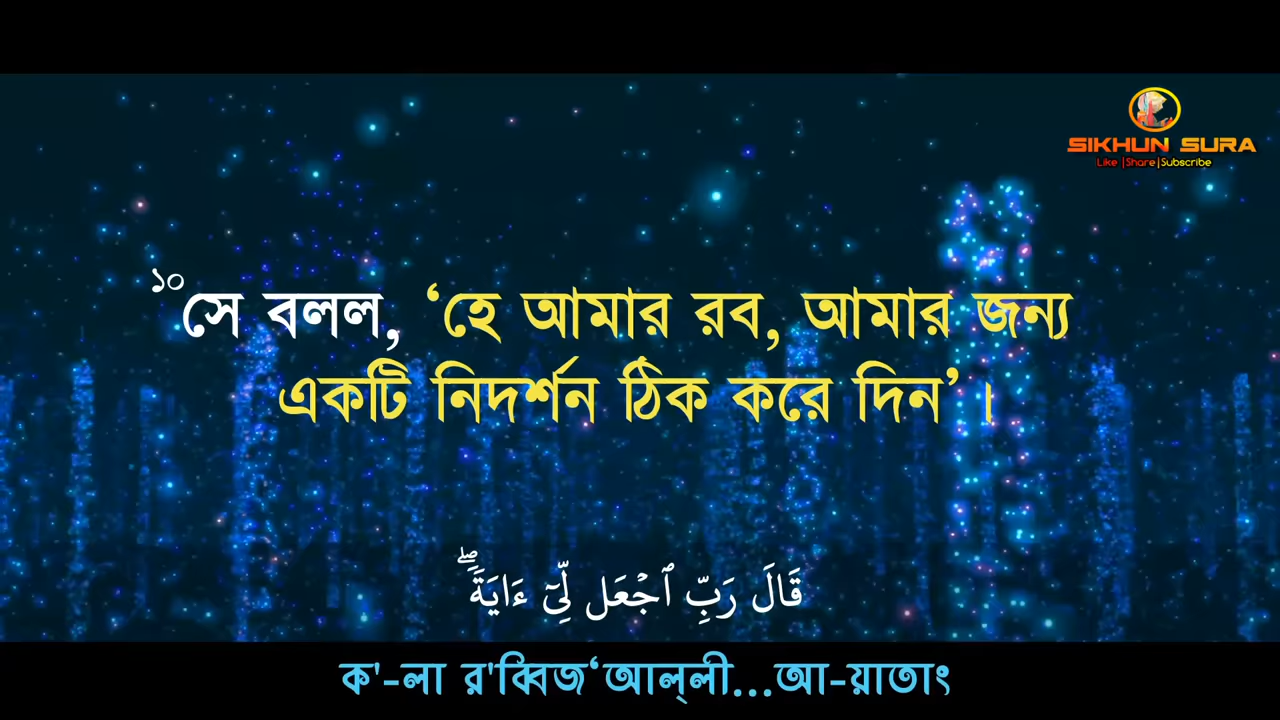 SIKHUN SURA
Like |Share|Subscribe
১০সে বলল, ‘হে আমার রব, আমার জন্য
একটি নিদর্শন ঠিক করে দিন’।
قَالَ رَبِّ ٱجْعَل لِّىٓ ءَايَةًۖ
ক'-লা র'ব্বিজ‘আল্লী...আ-য়াতাং